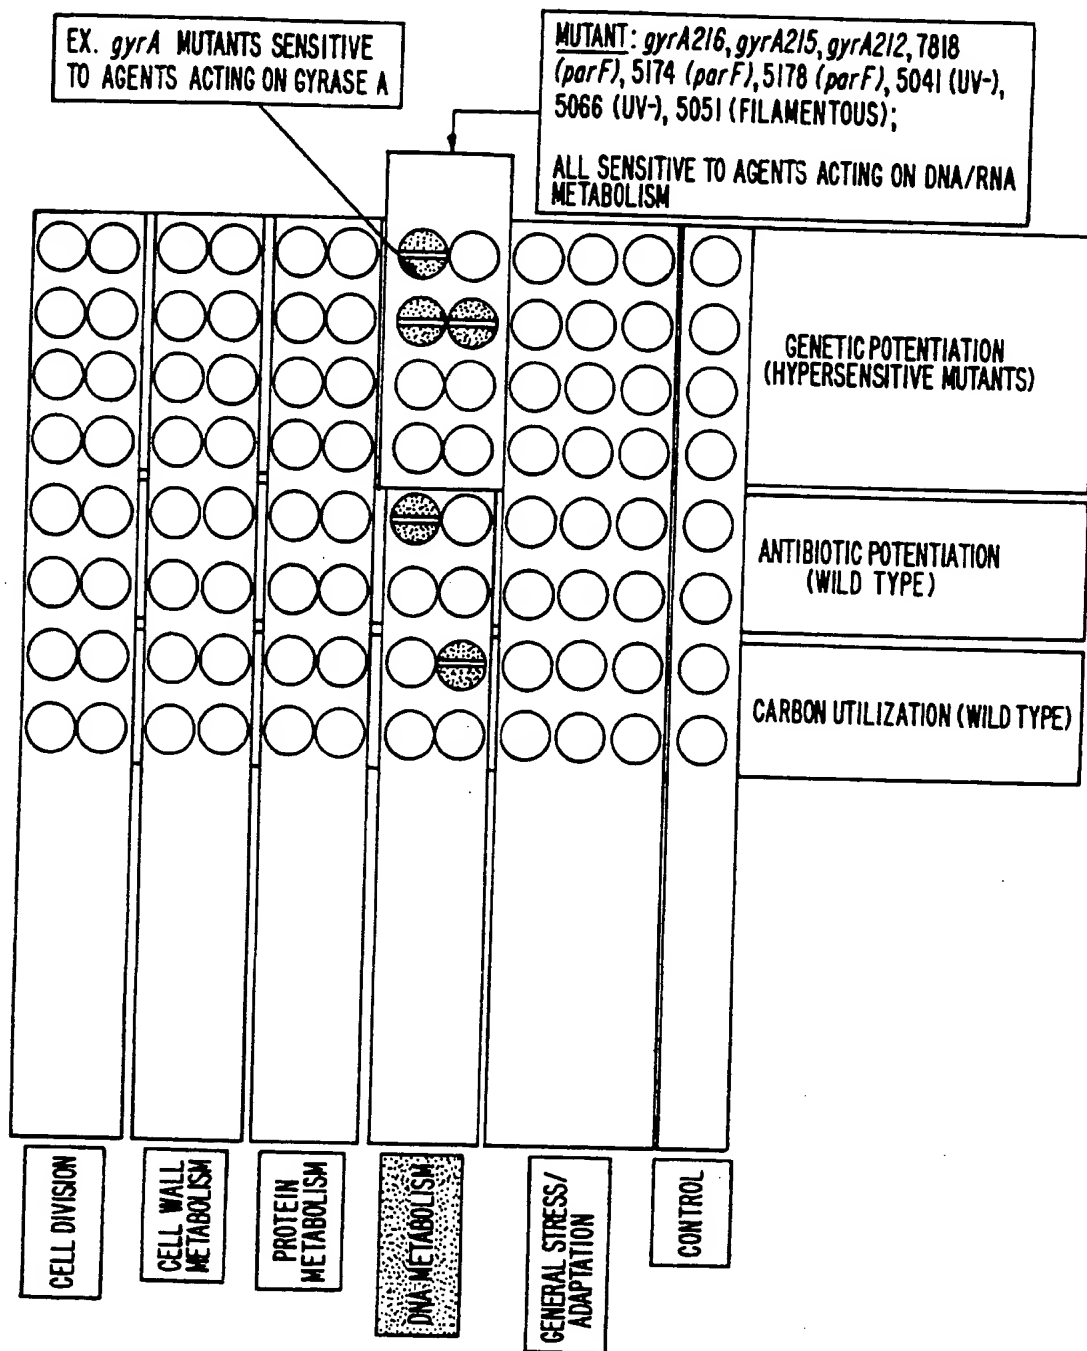 EX. gyrA MUTANTS SENSITIVE
TO AGENTS ACTING ON GYRASE A
MUTANT: gyrA216, gyrA215, gyrA212, 7818
(parF), 5174 (parF), 5178 (parF), 5041 (UV-),
5066 (UV-), 5051 (FILAMENTOUS);
ALL SENSITIVE TO AGENTS ACTING ON DNA/RNA
METABOLISM
GENETIC POTENTIATION
(HYPERSENSITIVE MUTANTS)
ANTIBIOTIC POTENTIATION
(WILD TYPE)
CARBON UTILIZATION (WILD TYPE)
CELL DIVISION
CELL WALL
METABOLISM
PROTEIN
METABOLISM
DNA METABOLISM
GENERAL STRESS/
ADAPTATION
CONTROL